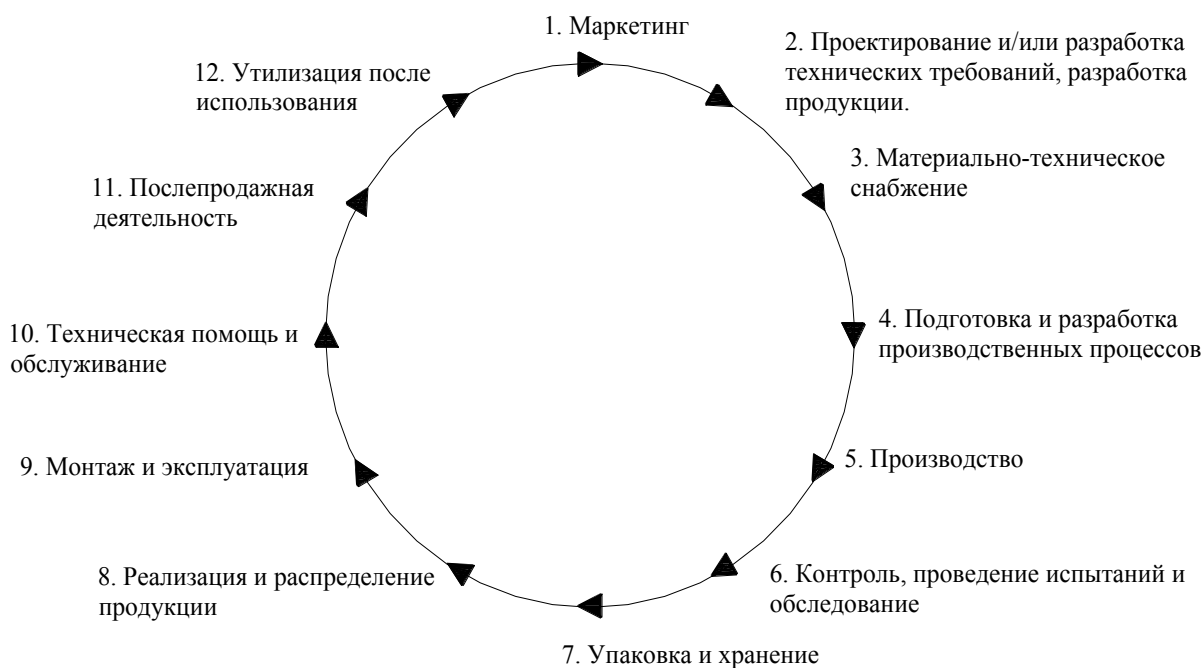 1. Маркетинг
2. Проектирование и/или разработка
технических требований, разработка
продукции.
3. Материально-техническое
снабжение
4. Подготовка и разработка
производственных процессов
5. Производство
6. Контроль, проведение испытаний и
обследование
7. Упаковка и хранение
8. Реализация и распределение
продукции
9. Монтаж и эксплуатация
10. Техническая помощь и
обслуживание
11. Послепродажная
деятельность
12. Утилизация после
использования